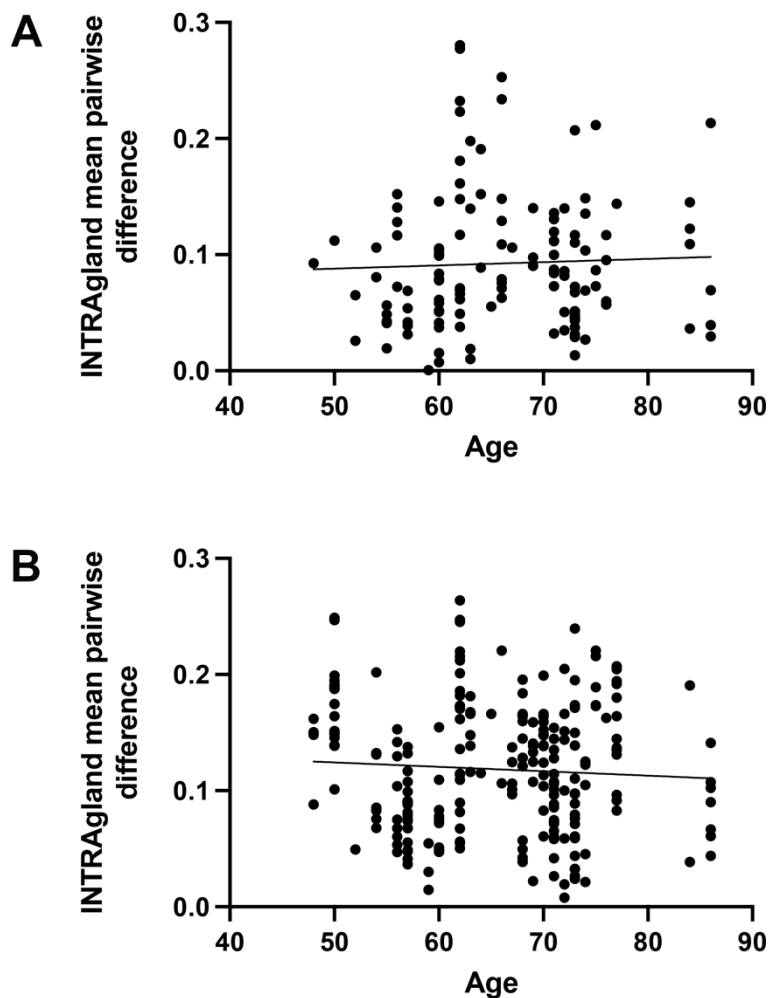 A
INTRAgland mean pairwise
difference
0.3
0.2
0.1
0.0
40 50 60 70 80 90
Age
B
INTRAgland mean pairwise
difference
0.3
0.2
0.1
0.0
40 50 60 70 80 90
Age